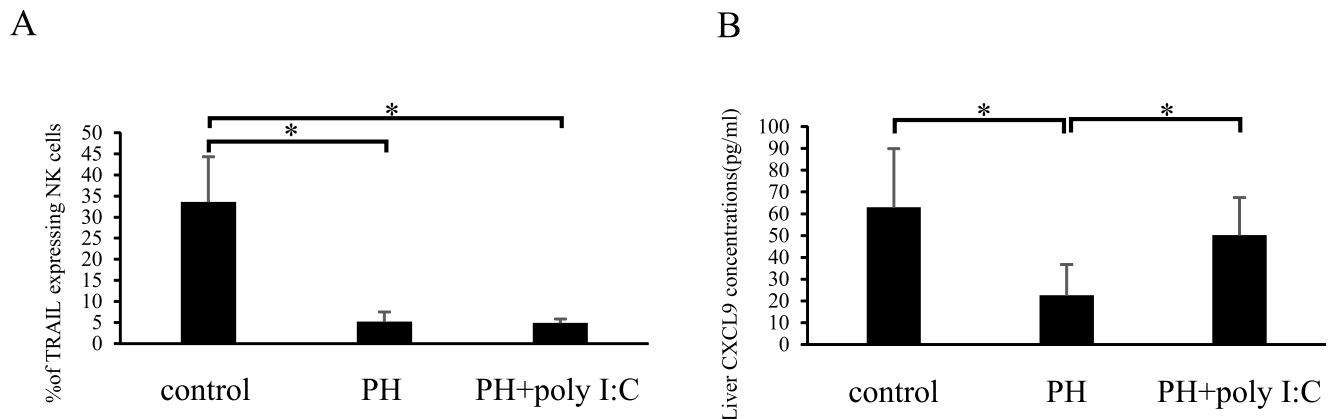 A
B
%of TRAIL expressing NK cells
50
45
40
35
30
25
20
15
10
5
0
*
*
control
PH
PH+poly I:C
Liver CXCL9 concentrations(pg/ml)
100
90
80
70
60
50
40
30
20
10
0
*
*
control
PH
PH+poly I:C